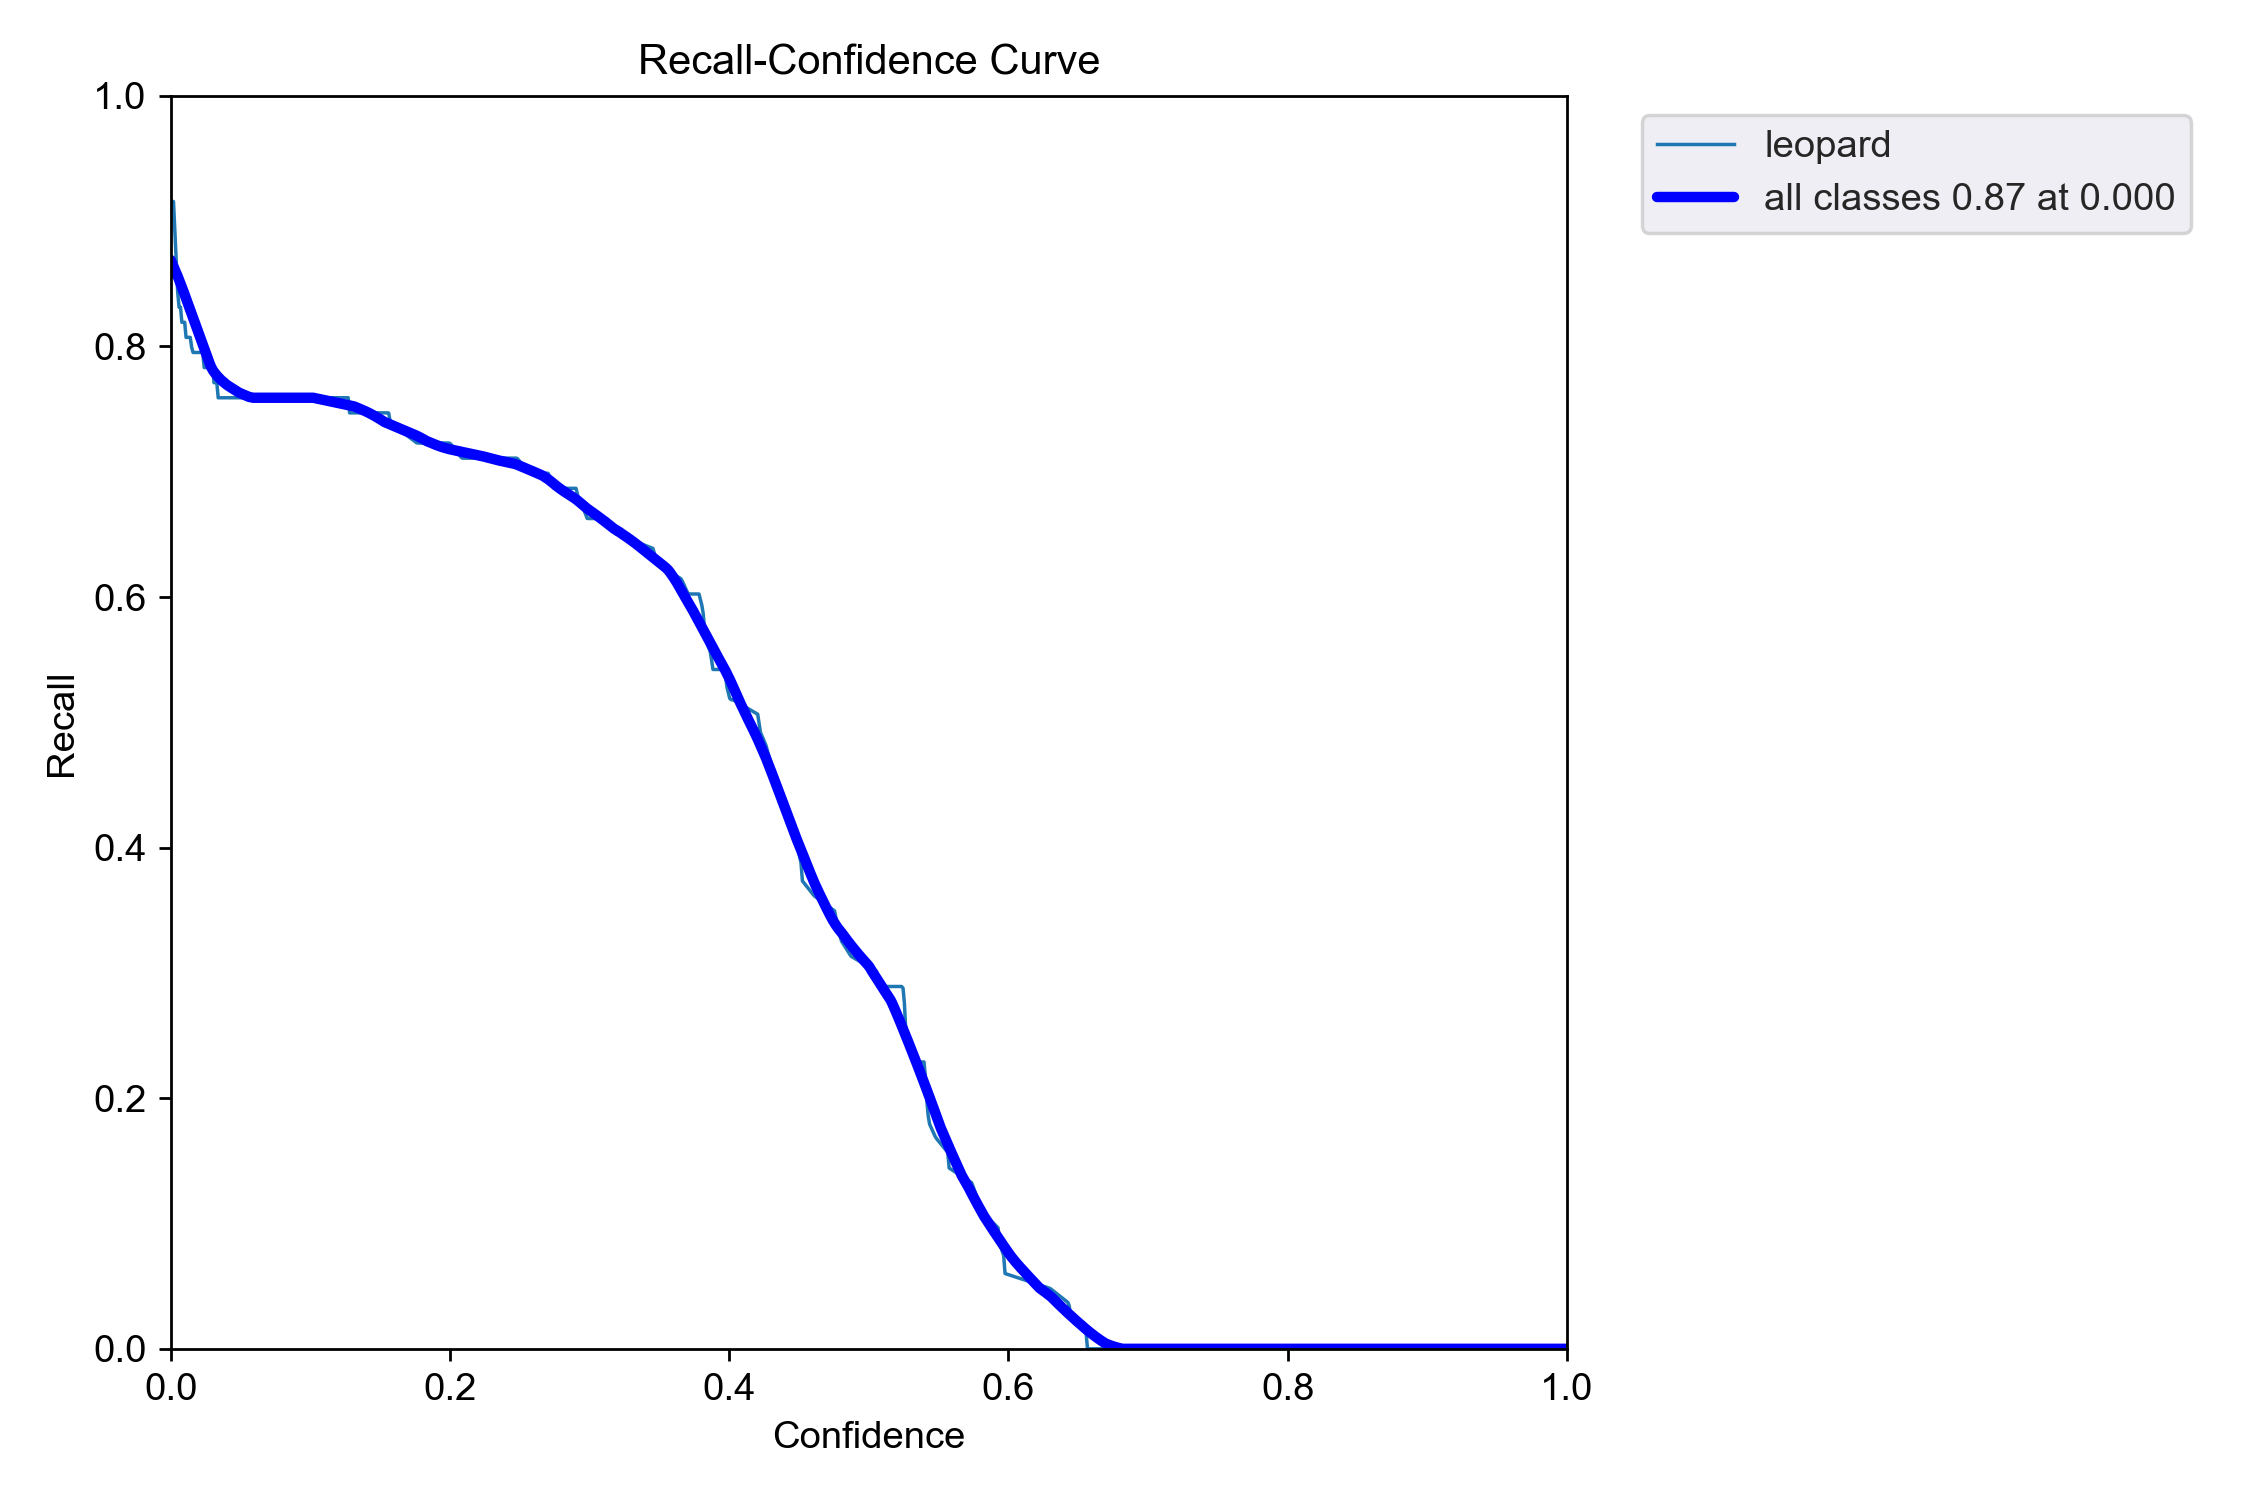 Recall-Confidence Curve
1.0
0.8
0.6
0.4
0.2
0.0
Recall
0.0 0.2 0.4 0.6 0.8 1.0
Confidence
leopard
all classes 0.87 at 0.000